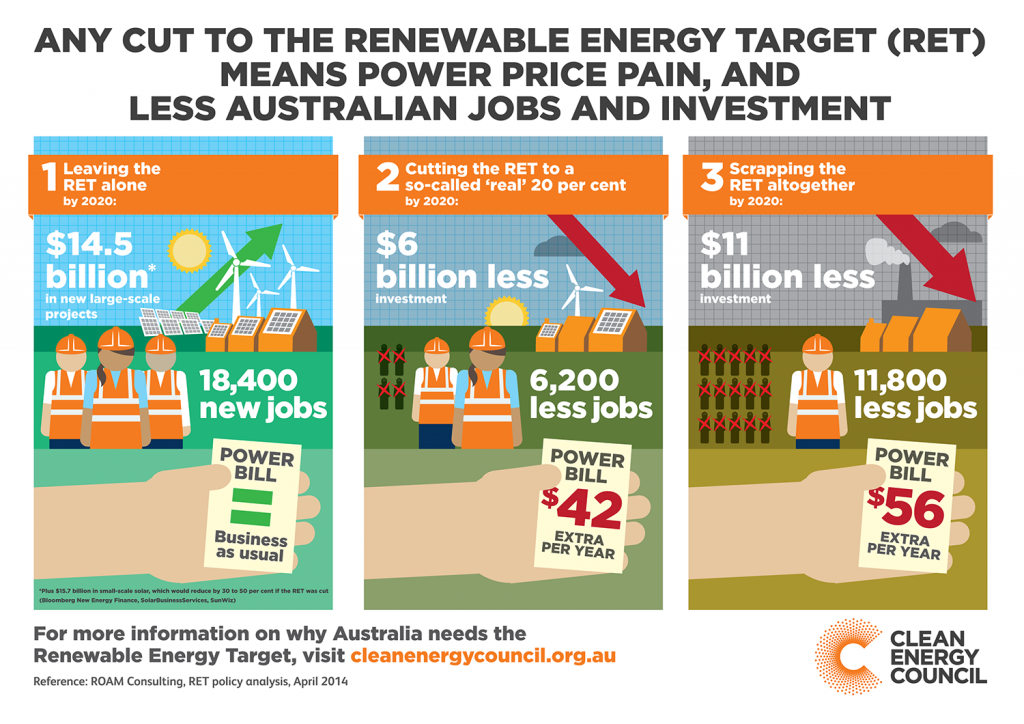 ANY CUT TO THE RENEWABLE ENERGY TARGET (RET)
MEANS POWER PRICE PAIN, AND
LESS AUSTRALIAN JOBS AND INVESTMENT
1 Leaving the
RET alone
by 2020:
$14.5
billion*
in new large-scale
projects
18,400
new jobs
POWER
BILL
=
Business
as usual
*Plus $15.7 billion in small-scale solar, which would reduce by 30 to 50 per cent if the RET was cut
(Bloomberg New Energy Finance, SolarBusinessServices, SunWiz)
2 Cutting the RET to a
so-called ‘real’ 20 per cent
by 2020:
$6
billion less
investment
6,200
less jobs
POWER
BILL
$42
EXTRA
PER YEAR
3 Scrapping the
RET altogether
by 2020:
$11
billion less
investment
11,800
less jobs
POWER
BILL
$56
EXTRA
PER YEAR
For more information on why Australia needs the
Renewable Energy Target, visit cleanenergycouncil.org.au
Reference: ROAM Consulting, RET policy analysis, April 2014
CLEAN
ENERGY
COUNCIL